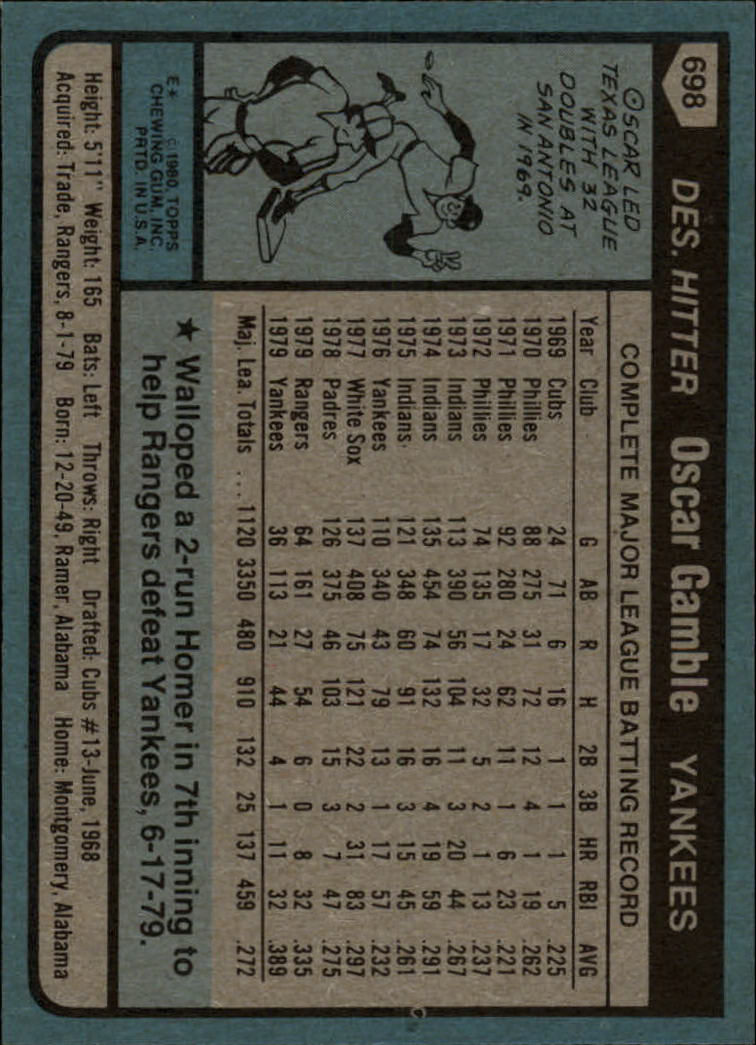 698
DES. HITTER Oscar Gamble YANKEES
OSCAR LED
TEXAS LEAGUE
WITH 32
DOUBLES AT
SAN ANTONIO
IN 1969.
E* © 1980, TOPPS
CHEWING GUM, INC.
PRTD. IN U.S.A.
COMPLETE MAJOR LEAGUE BATTING RECORD
Year Club G AB R H 2B 3B HR RBI AVG
1969 Cubs 24 71 6 16 1 1 1 5 .225
1970 Phillies 88 275 31 72 12 4 1 19 .262
1971 Phillies 92 280 24 62 11 1 6 23 .221
1972 Phillies 74 135 17 32 5 2 1 13 .237
1973 Indians 113 390 56 104 11 3 20 44 .267
1974 Indians 135 454 74 132 16 4 19 59 .291
1975 Indians 121 348 60 91 16 3 15 45 .261
1976 Yankees 110 340 43 79 13 1 17 57 .232
1977 White Sox 137 408 75 121 22 2 31 83 .297
1978 Padres 126 375 46 103 15 3 7 47 .275
1979 Rangers 64 161 27 54 6 0 8 32 .335
1979 Yankees 36 113 21 44 4 1 11 32 .389
Maj. Lea. Totals ... 1120 3350 480 910 132 25 137 459 .272
★ Walloped a 2-run Homer in 7th inning to
help Rangers defeat Yankees, 6-17-79.
Height: 5'11" Weight: 165 Bats: Left Throws: Right Drafted: Cubs #13-June, 1968
Acquired: Trade, Rangers, 8-1-79 Born: 12-20-49, Ramer, Alabama Home: Montgomery, Alabama